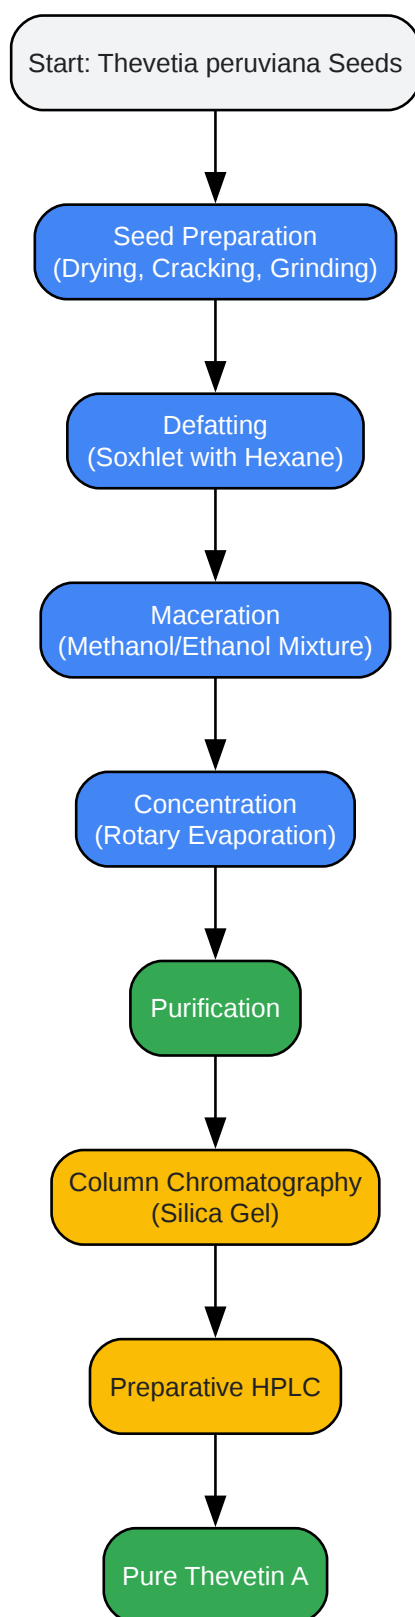 Start: Thevetia peruviana Seeds
Seed Preparation
(Drying, Cracking, Grinding)
Defatting
(Soxhlet with Hexane)
Maceration
(Methanol/Ethanol Mixture)
Concentration
(Rotary Evaporation)
Purification
Column Chromatography
(Silica Gel)
Preparative HPLC
Pure Thevetin A